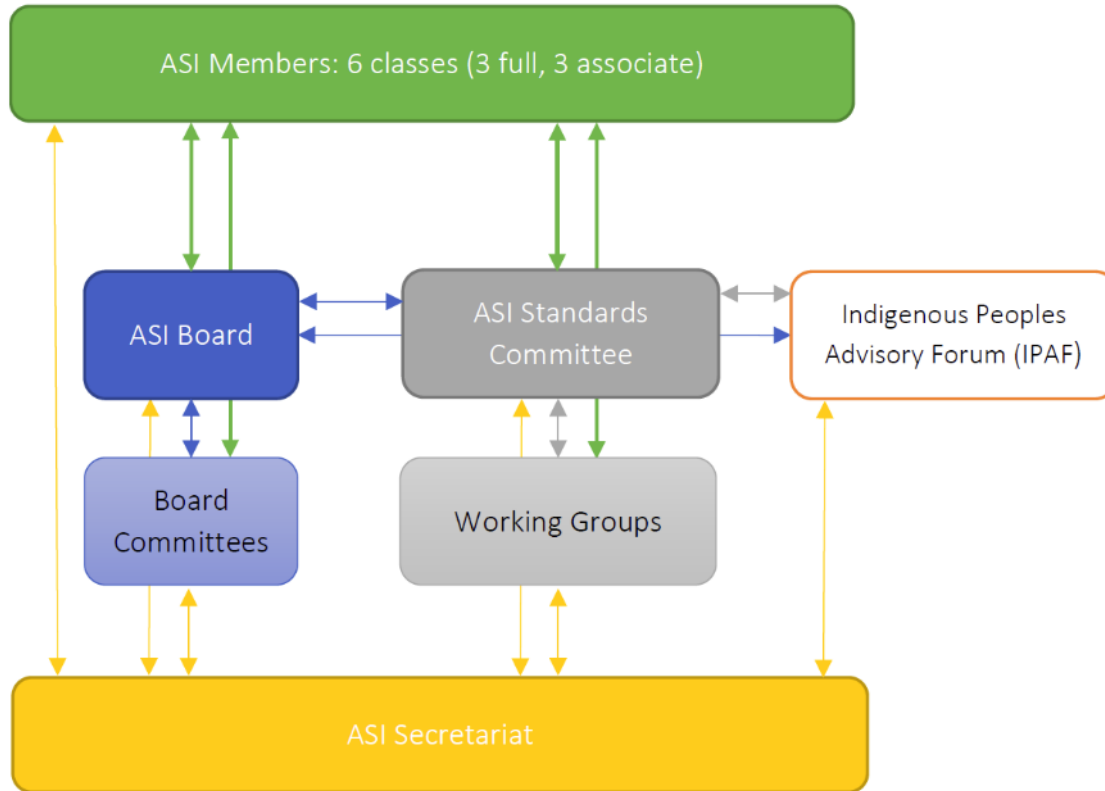 ASI Members: 6 classes (3 full, 3 associate)
ASI Board
ASI Standards
Committee
Indigenous Peoples
Advisory Forum (IPAF)
Board
Committees
Working Groups
ASI Secretariat